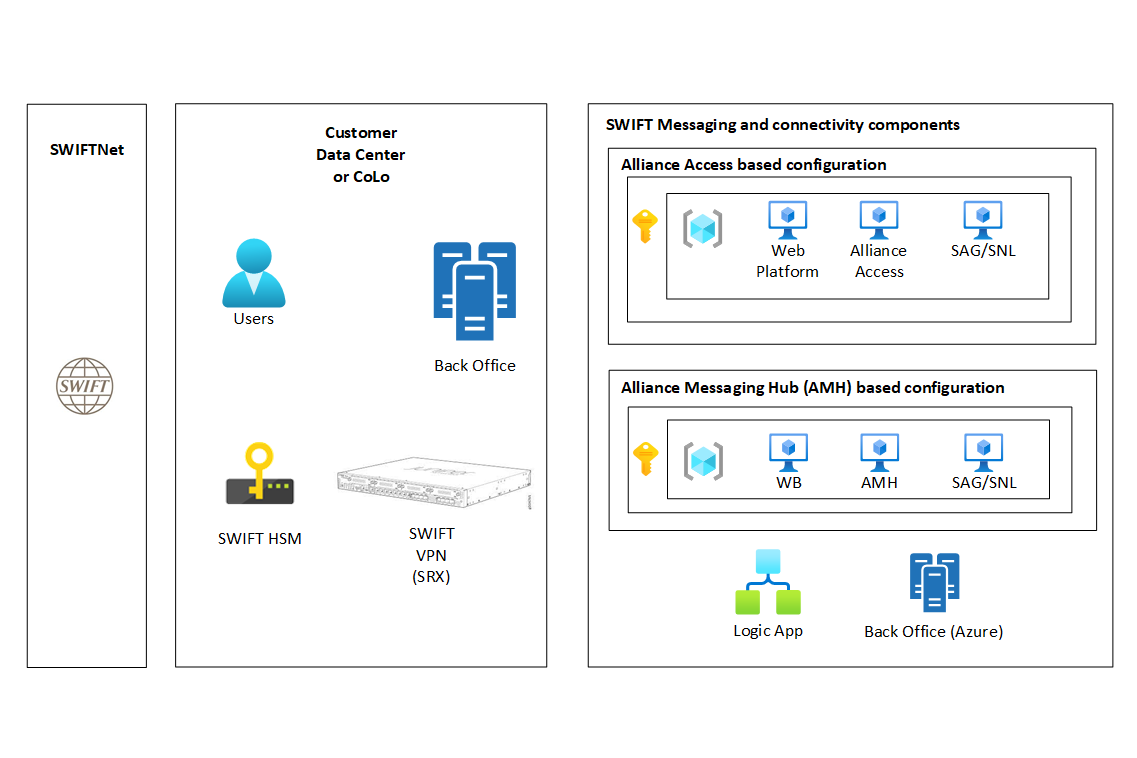 SWIFTNet
SWIFT
Customer
Data Center
or CoLo
Users
Back Office
SWIFT HSM
SWIFT
VPN
(SRX)
SWIFT Messaging and connectivity components
Alliance Access based configuration
Web
Platform
Alliance
Access
SAG/SNL
Alliance Messaging Hub (AMH) based configuration
WB
AMH
SAG/SNL
Logic App
Back Office (Azure)